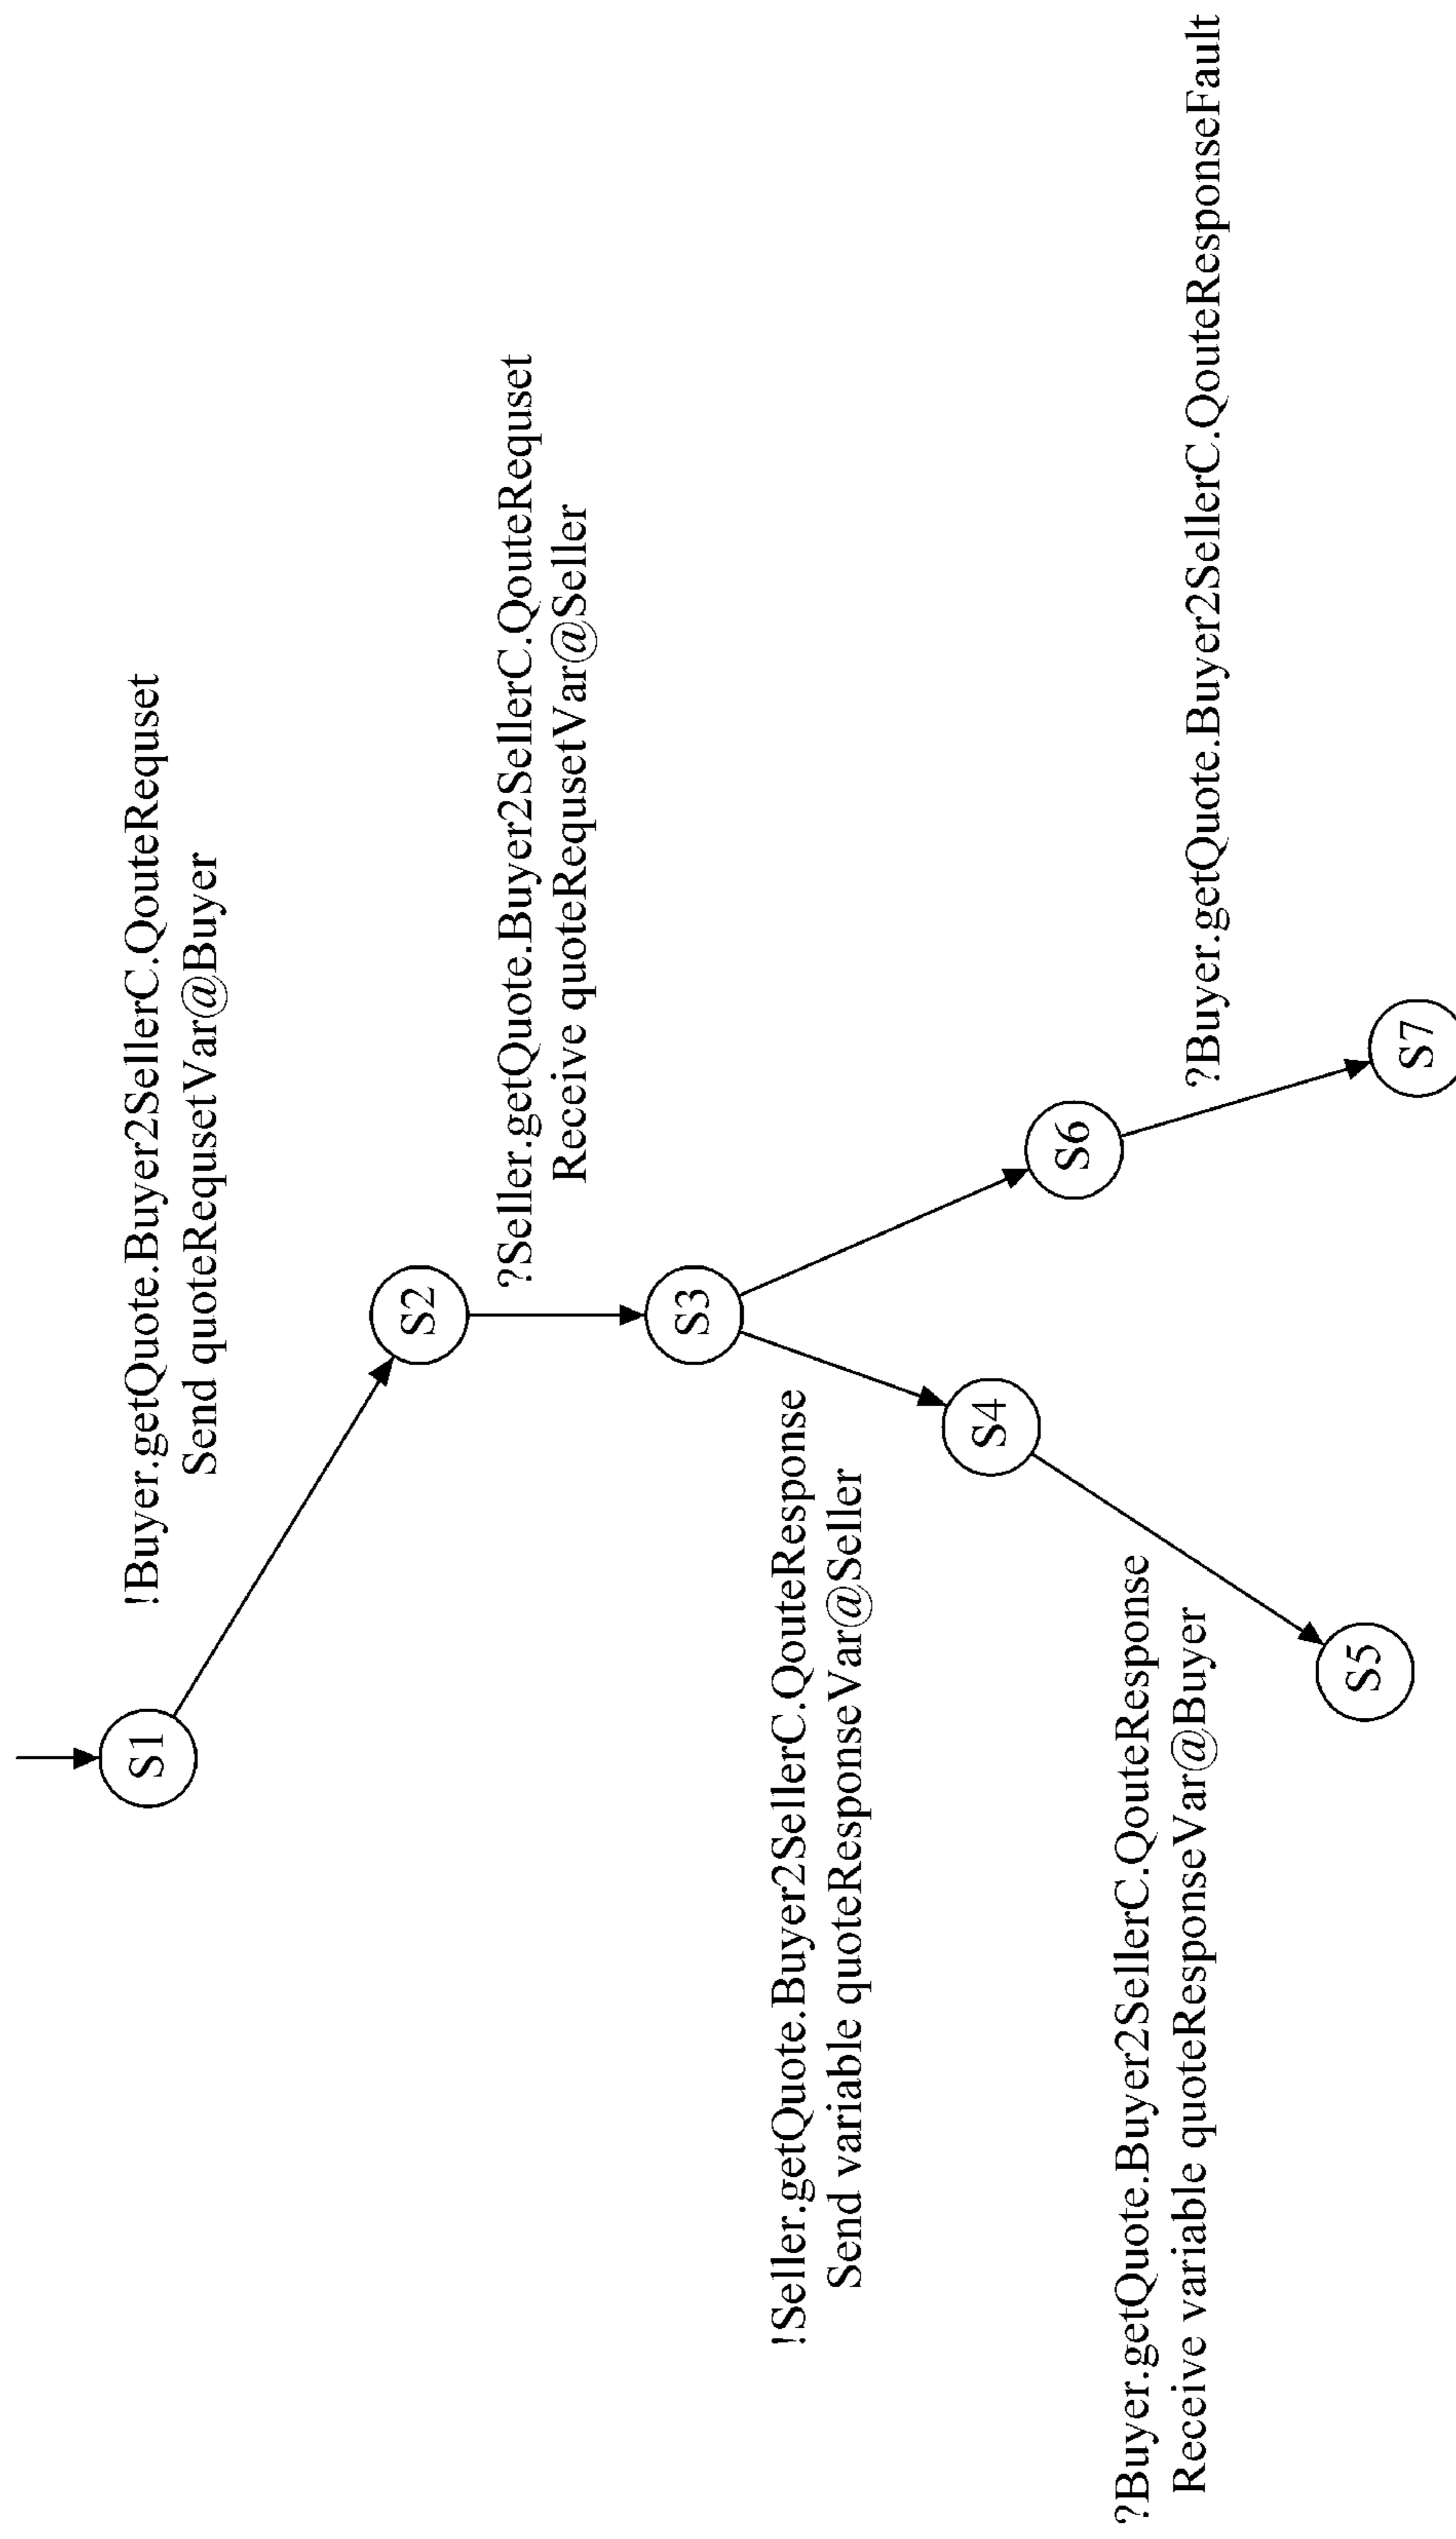 S1
!Buyer.getQuote.Buyer2SellerC.QouteRequset
Send quoteRequsetVar@Buyer
S2
?Seller.getQuote.Buyer2SellerC.QouteRequset
Receive quoteRequsetVar@Seller
S3
!Seller.getQuote.Buyer2SellerC.QouteResponse
Send variable quoteResponseVar@Seller
S4
S6
?Buyer.getQuote.Buyer2SellerC.QouteResponse
Receive variable quoteResponseVar@Buyer
?Buyer.getQuote.Buyer2SellerC.QouteResponseFault
S5
S7